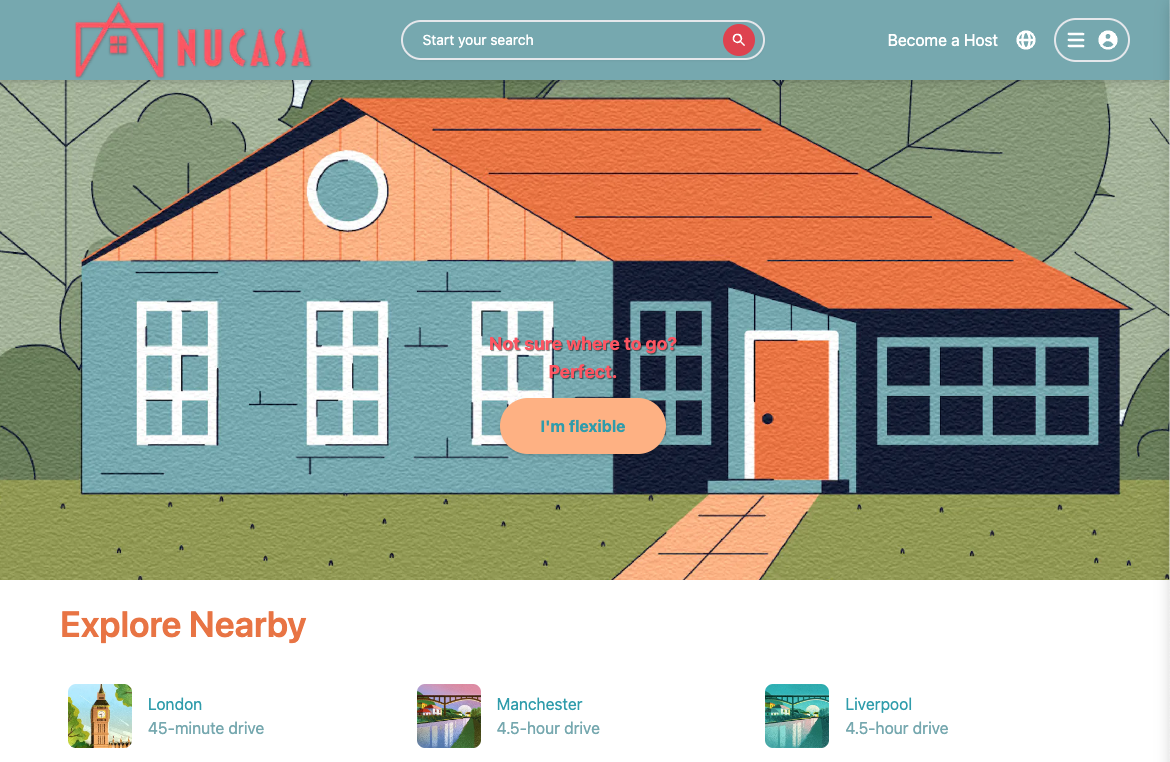 NUCASA
Start your search
Become a Host
Not sure where to go?
Perfect.
I'm flexible
Explore Nearby
London
45-minute drive
Manchester
4.5-hour drive
Liverpool
4.5-hour drive